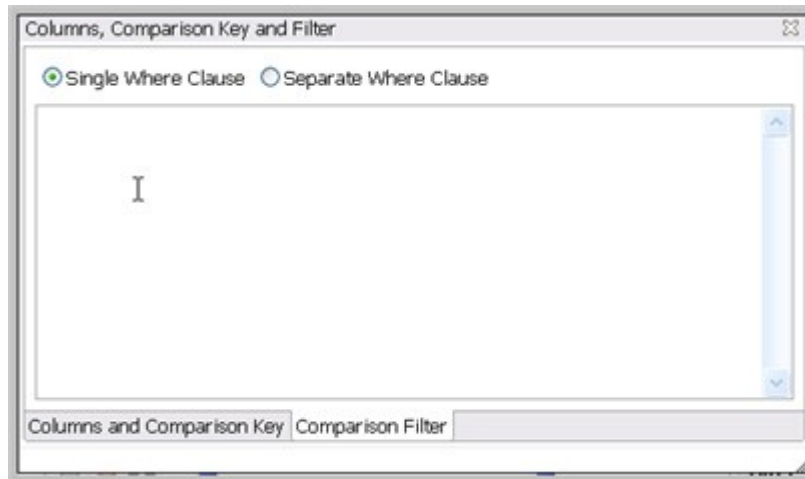 Columns, Comparison Key and Filter
Single Where Clause Separate Where Clause
Columns and Comparison Key Comparison Filter